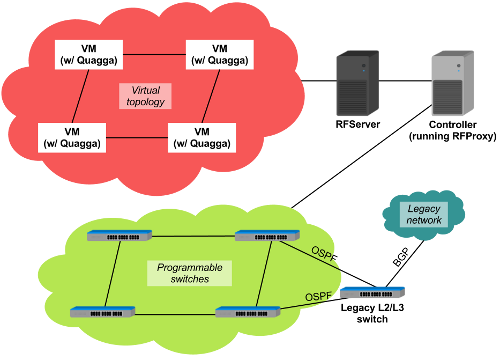 VM
(w/ Quagga)
VM
(w/ Quagga)
Virtual
topology
VM
(w/ Quagga)
VM
(w/ Quagga)
RFServer
Controller
(running RFProxy)
Legacy
network
OSPF
BGP
Programmable
switches
OSPF
Legacy L2/L3
switch